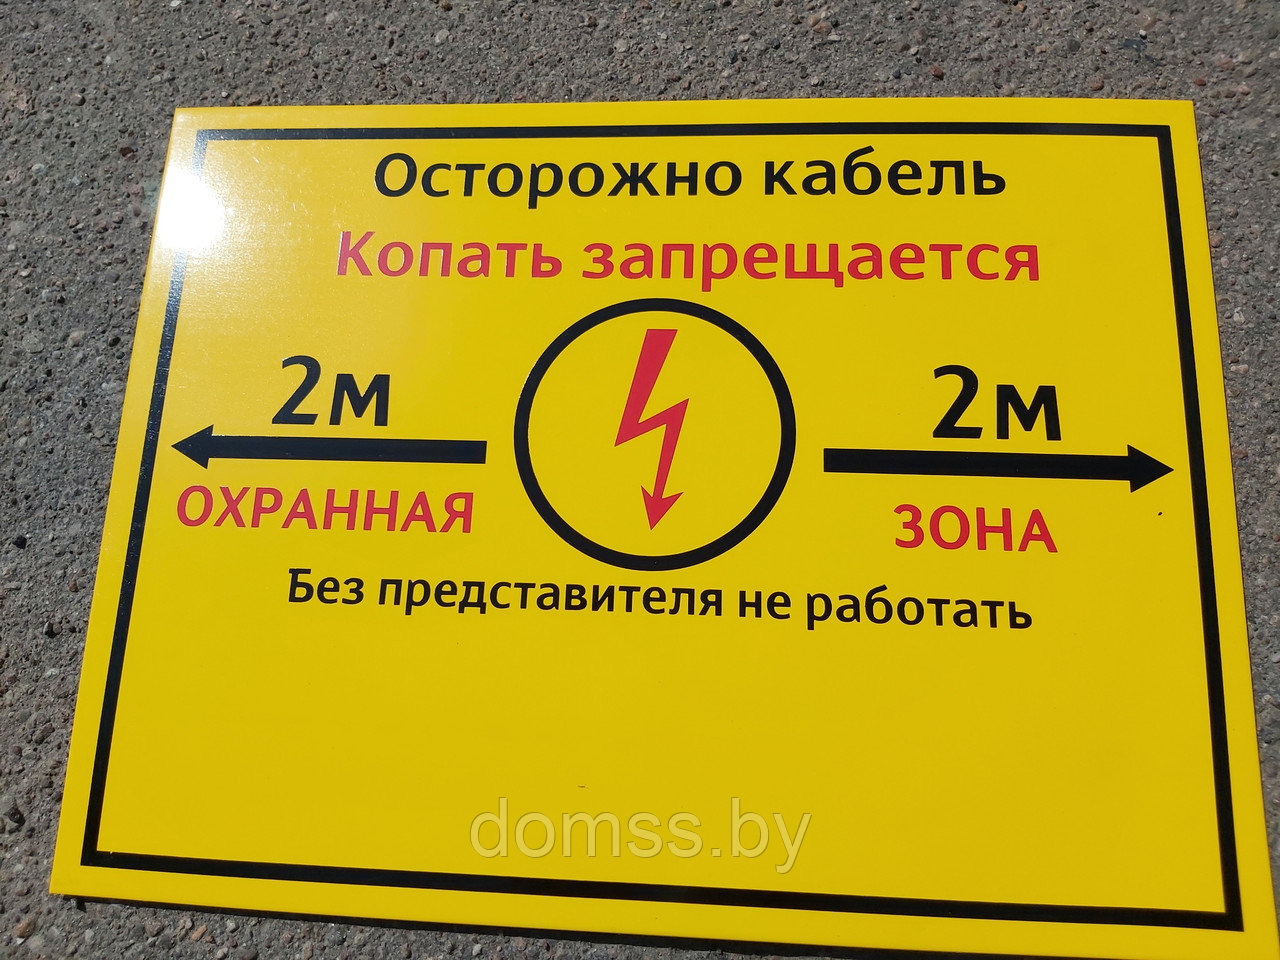 Осторожно кабель
Копать запрещается
2м 2м
ОХРАННАЯ ЗОНА
Без представителя не работать
domss.by